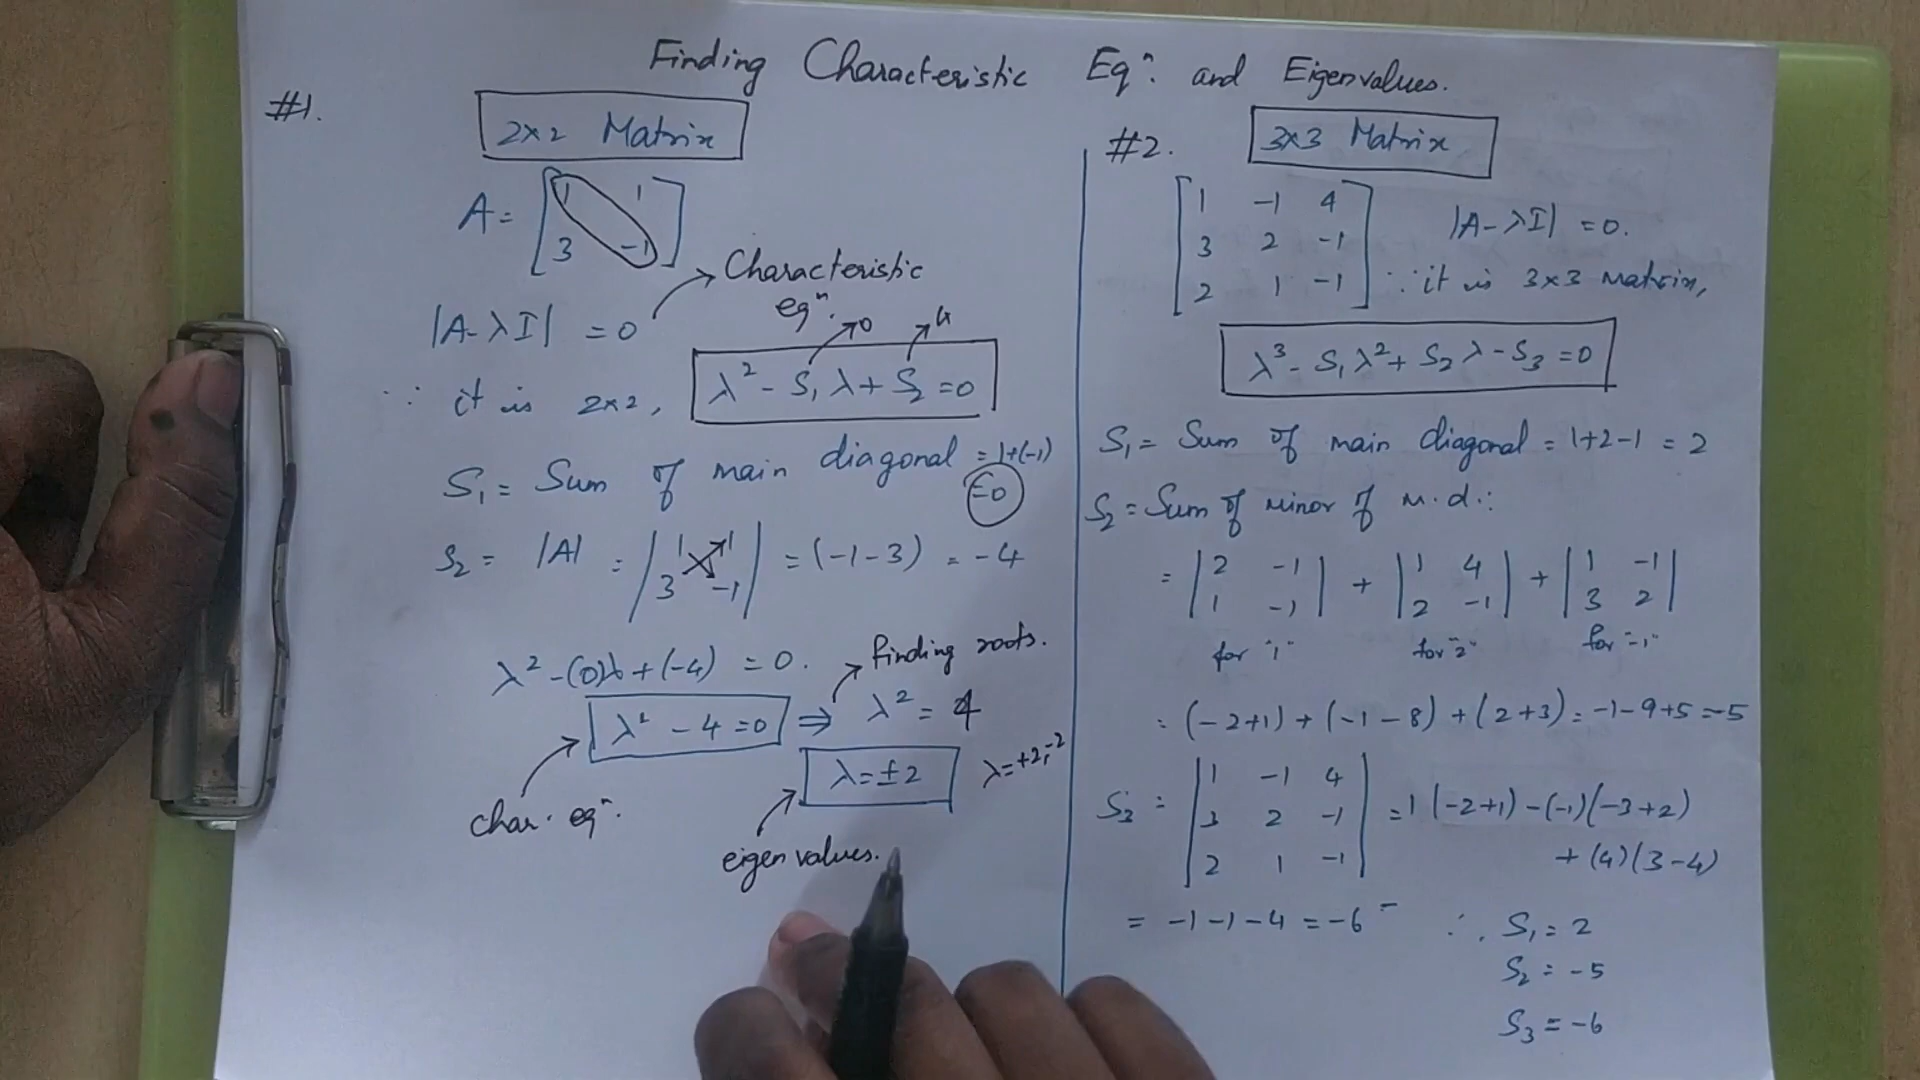 Finding Characteristic Eqⁿ. and Eigenvalues.
#1.
2x2 Matrix
A = [1 1
3 -1]
|A-λI| = 0 → Characteristic eqⁿ.
∵ it is 2x2, λ² - S₁ λ + S₂ = 0
S₁ = Sum of main diagonal = 1+(-1)
= 0
S₂ = |A| = |1 1
3 -1| = (-1-3) = -4
λ² - (0)λ + (-4) = 0.
λ² - 4 = 0 ⇒ λ² = 4
→ finding roots.
λ = ±2
λ = +2, -2
char. eqⁿ.
eigen values.
#2.
3x3 Matrix
[1 -1 4
3 2 -1
2 1 -1]
|A-λI| = 0.
∵ it is 3x3 Matrix,
λ³ - S₁ λ² + S₂ λ - S₃ = 0
S₁ = Sum of main diagonal = 1+2-1 = 2
S₂ = Sum of minor of m.d.:
= |2 -1
1 -1| + |1 4
2 -1| + |1 -1
3 2|
for "1" for "2" for "-1"
= (-2+1) + (-1-8) + (2+3) = -1-9+5 = -5
S₃ = |1 -1 4
3 2 -1
2 1 -1| = 1 (-2+1) - (-1)(-3+2)
+ (4)(3-4)
= -1-1-4 = -6
∴ S₁ = 2
S₂ = -5
S₃ = -6